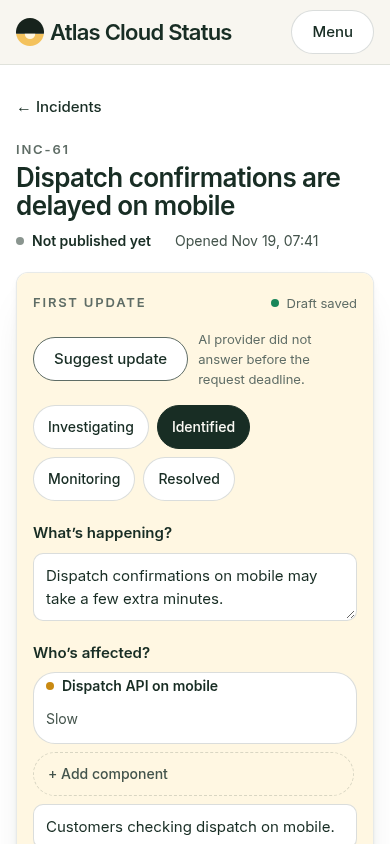 Atlas Cloud Status
Menu
← Incidents
INC-61
Dispatch confirmations are
delayed on mobile
Not published yet
Opened Nov 19, 07:41
FIRST UPDATE
Draft saved
Suggest update
AI provider did not
answer before the
request deadline.
Investigating
Identified
Monitoring
Resolved
What's happening?
Dispatch confirmations on mobile may
take a few extra minutes.
Who's affected?
Dispatch API on mobile
Slow
+ Add component
Customers checking dispatch on mobile.